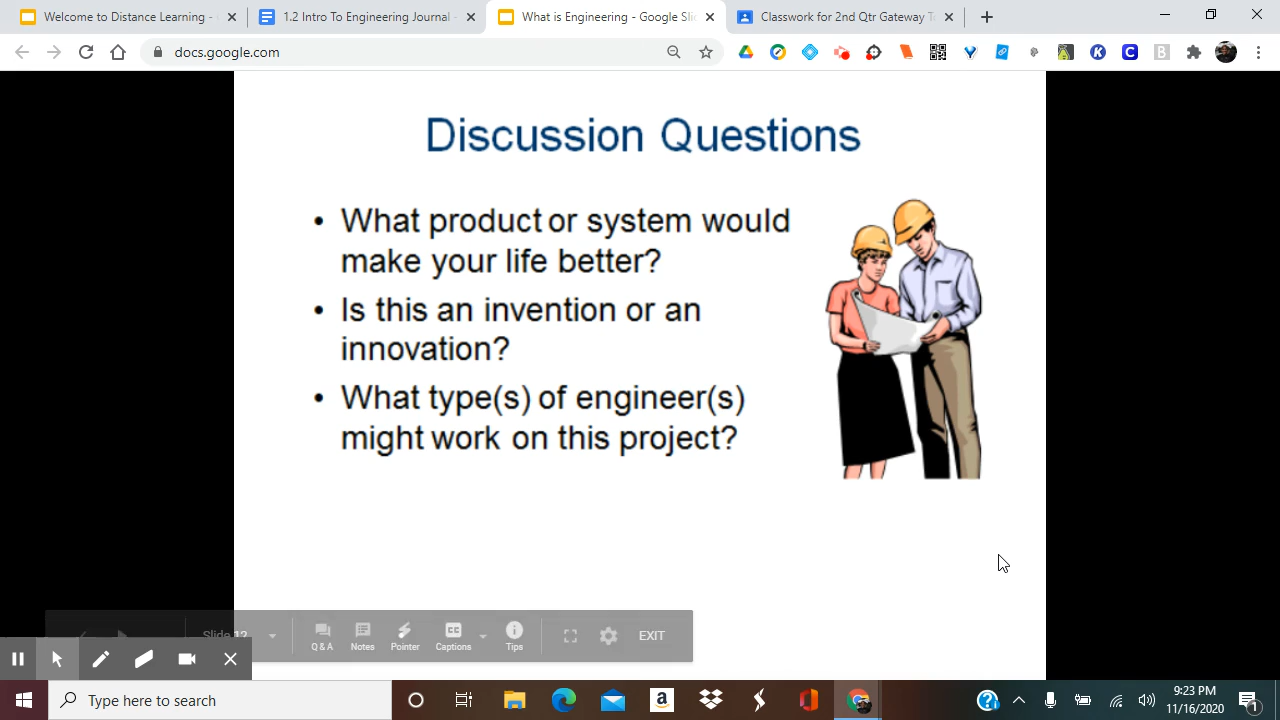 Welcome to Distance Learning -
1.2 Intro To Engineering Journal -
What is Engineering - Google Slid
Classwork for 2nd Qtr Gateway T
docs.google.com
Discussion Questions
• What product or system would
make your life better?
• Is this an invention or an
innovation?
• What type(s) of engineer(s)
might work on this project?
Slide 12
Q & A
Notes
Pointer
Captions
Tips
EXIT
Type here to search
9:23 PM
11/16/2020